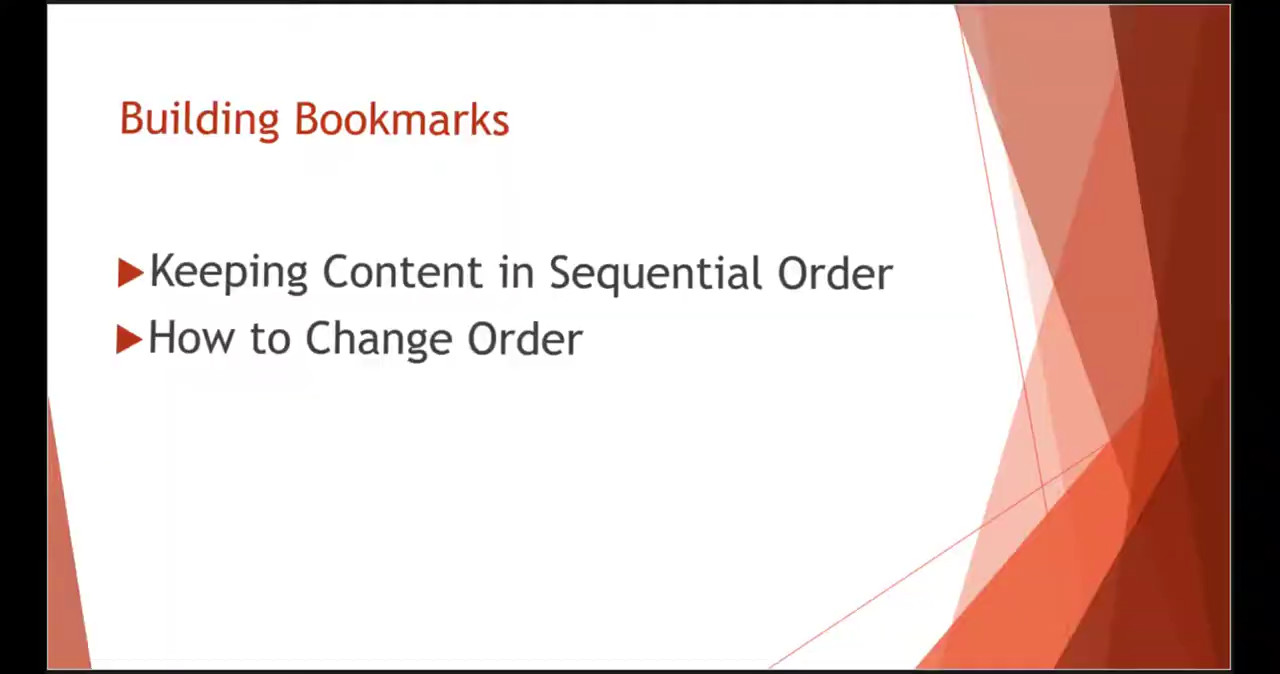 Building Bookmarks
Keeping Content in Sequential Order
How to Change Order